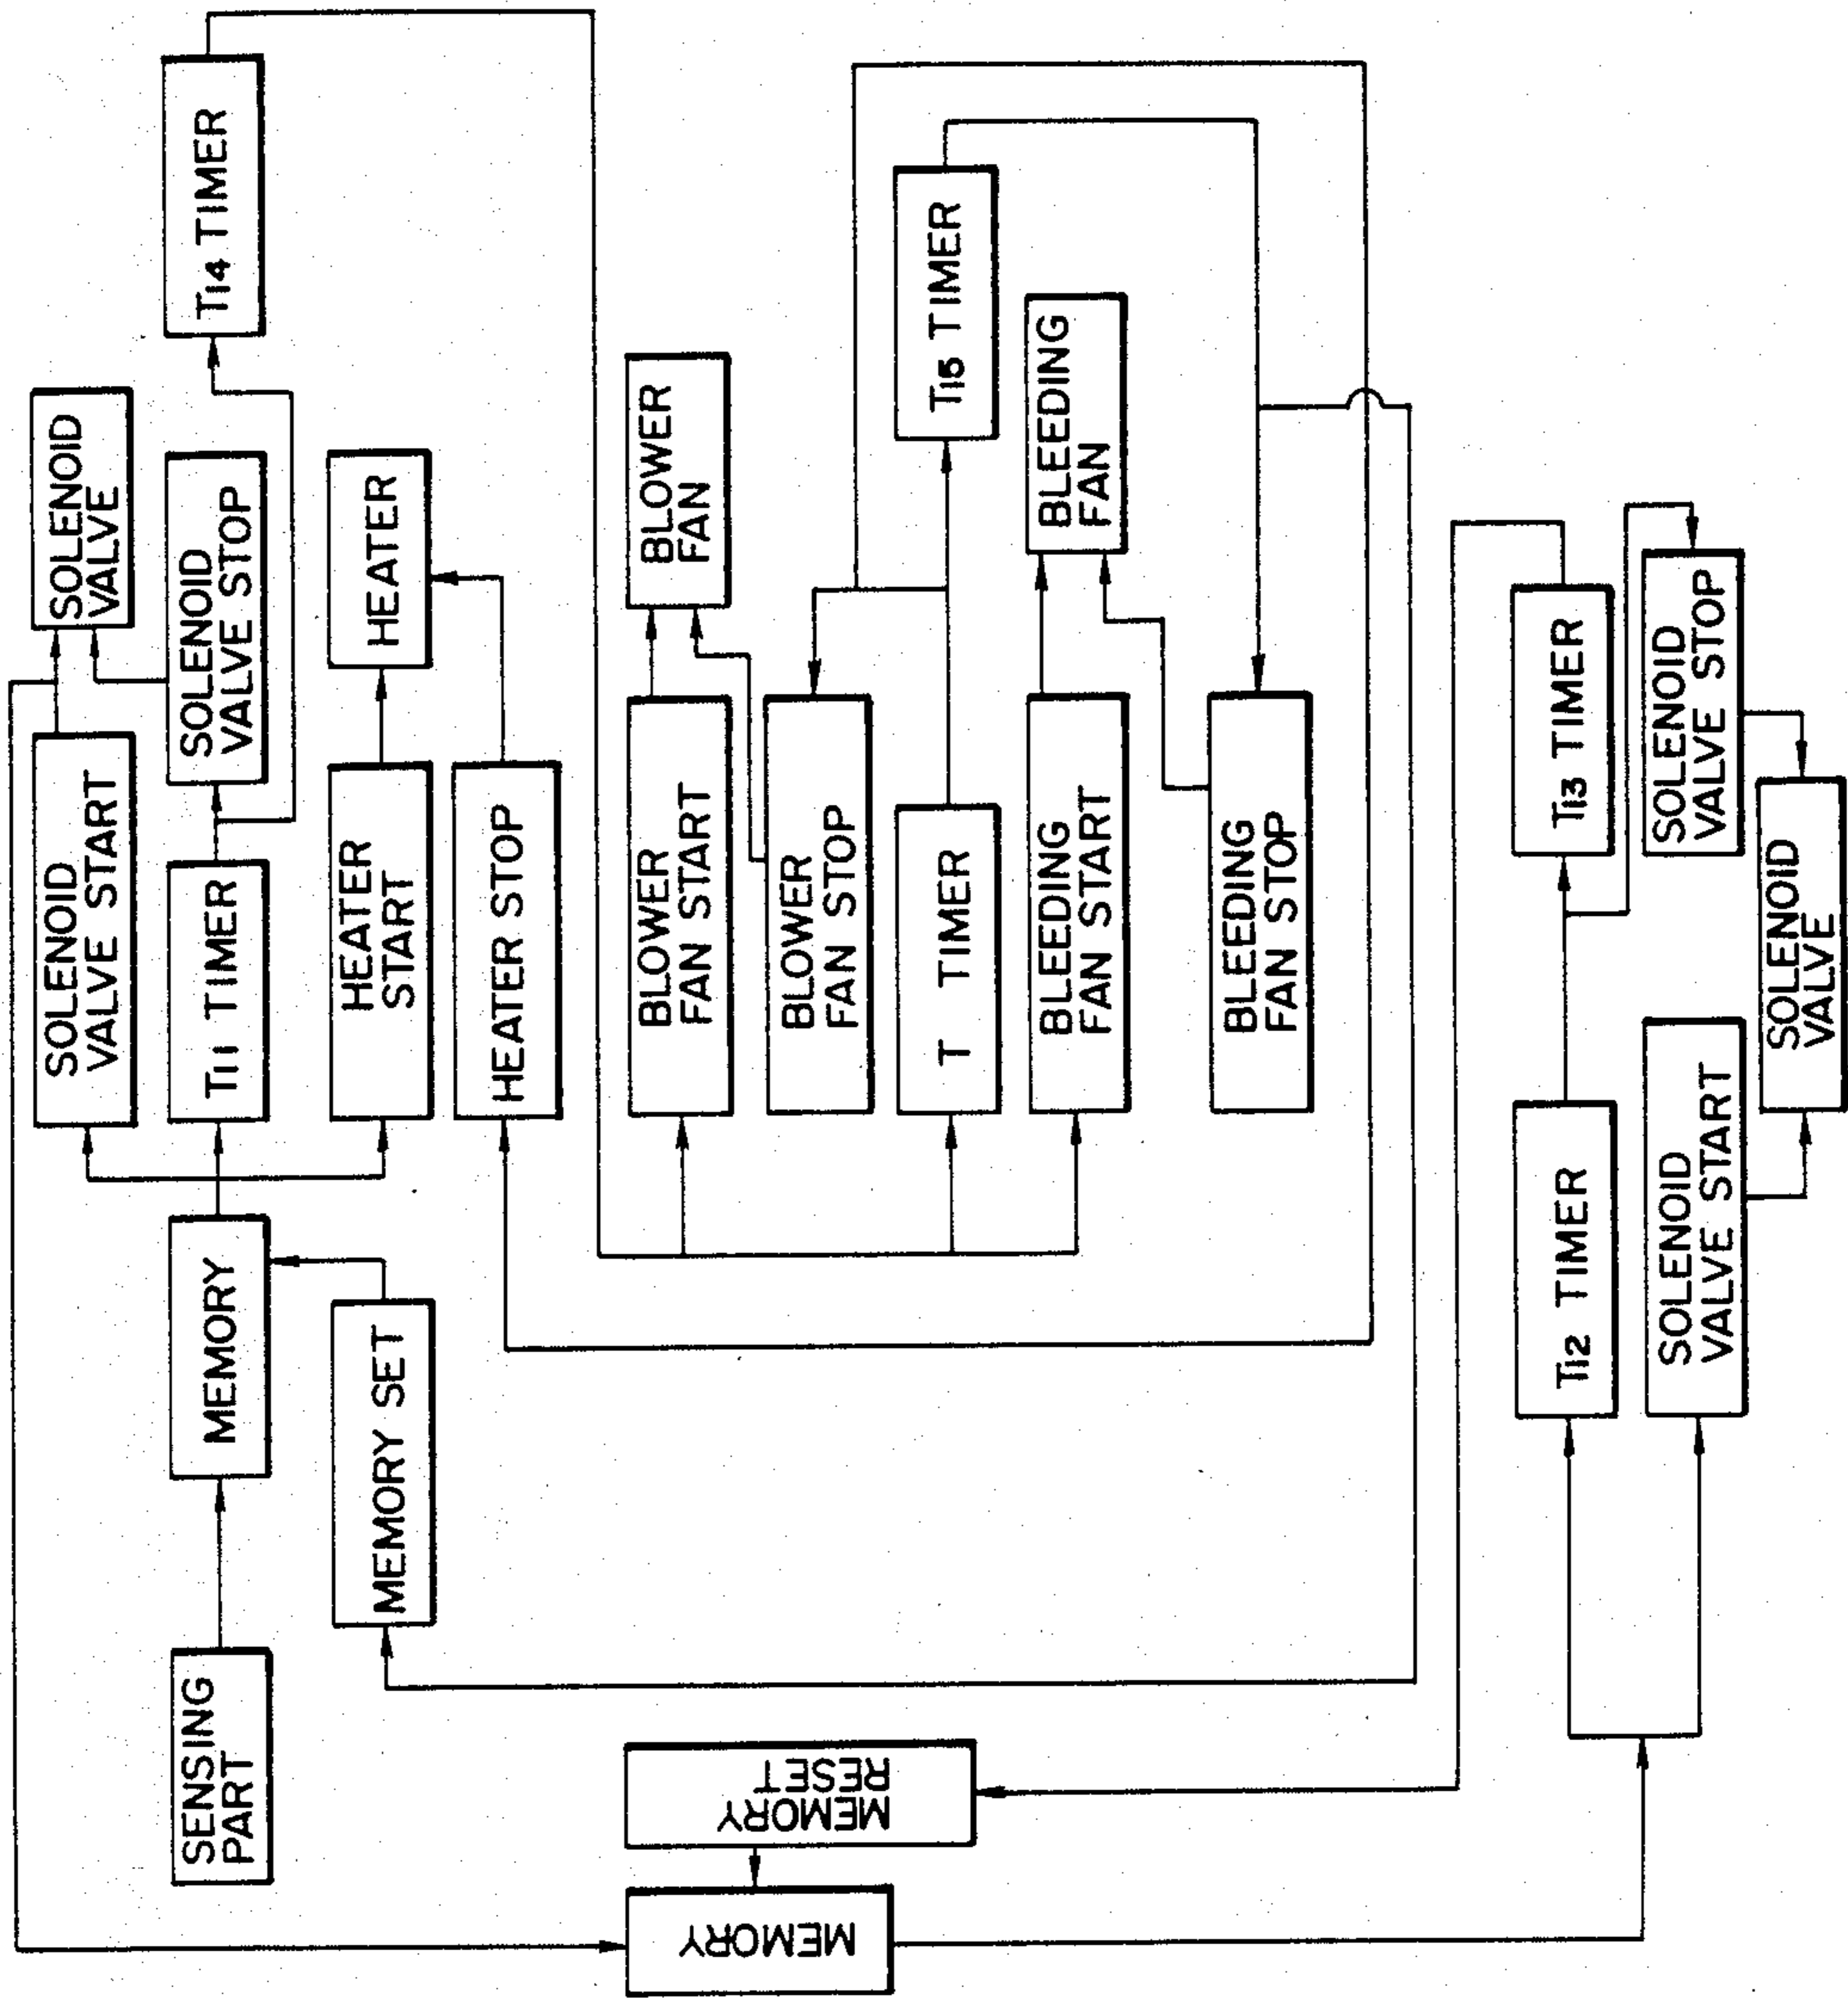 SENSING
PART
MEMORY
MEMORY SET
SOLENOID
VALVE START
T11 TIMER
HEATER
START
HEATER STOP
SOLENOID
VALVE
SOLENOID
VALVE STOP
HEATER
T14 TIMER
BLOWER
FAN START
BLOWER
FAN STOP
T TIMER
BLEEDING
FAN START
BLEEDING
FAN STOP
BLOWER
FAN
T15 TIMER
BLEEDING
FAN
MEMORY
MEMORY
RESET
T12 TIMER
SOLENOID
VALVE START
T13 TIMER
SOLENOID
VALVE STOP
SOLENOID
VALVE